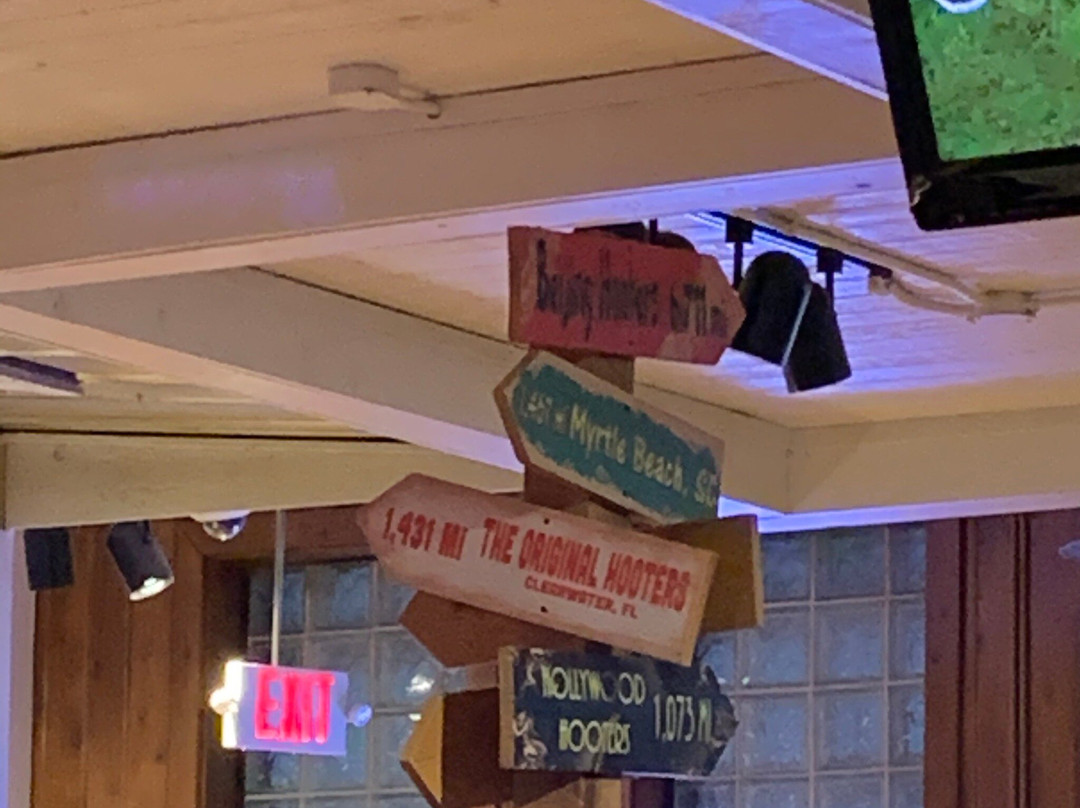 Beijing Hooters
Myrtle Beach, SC
1,431 MI THE ORIGINAL HOOTERS
CLEARWATER, FL
EXIT
HOLLYWOOD
HOOTERS 1,073 MI